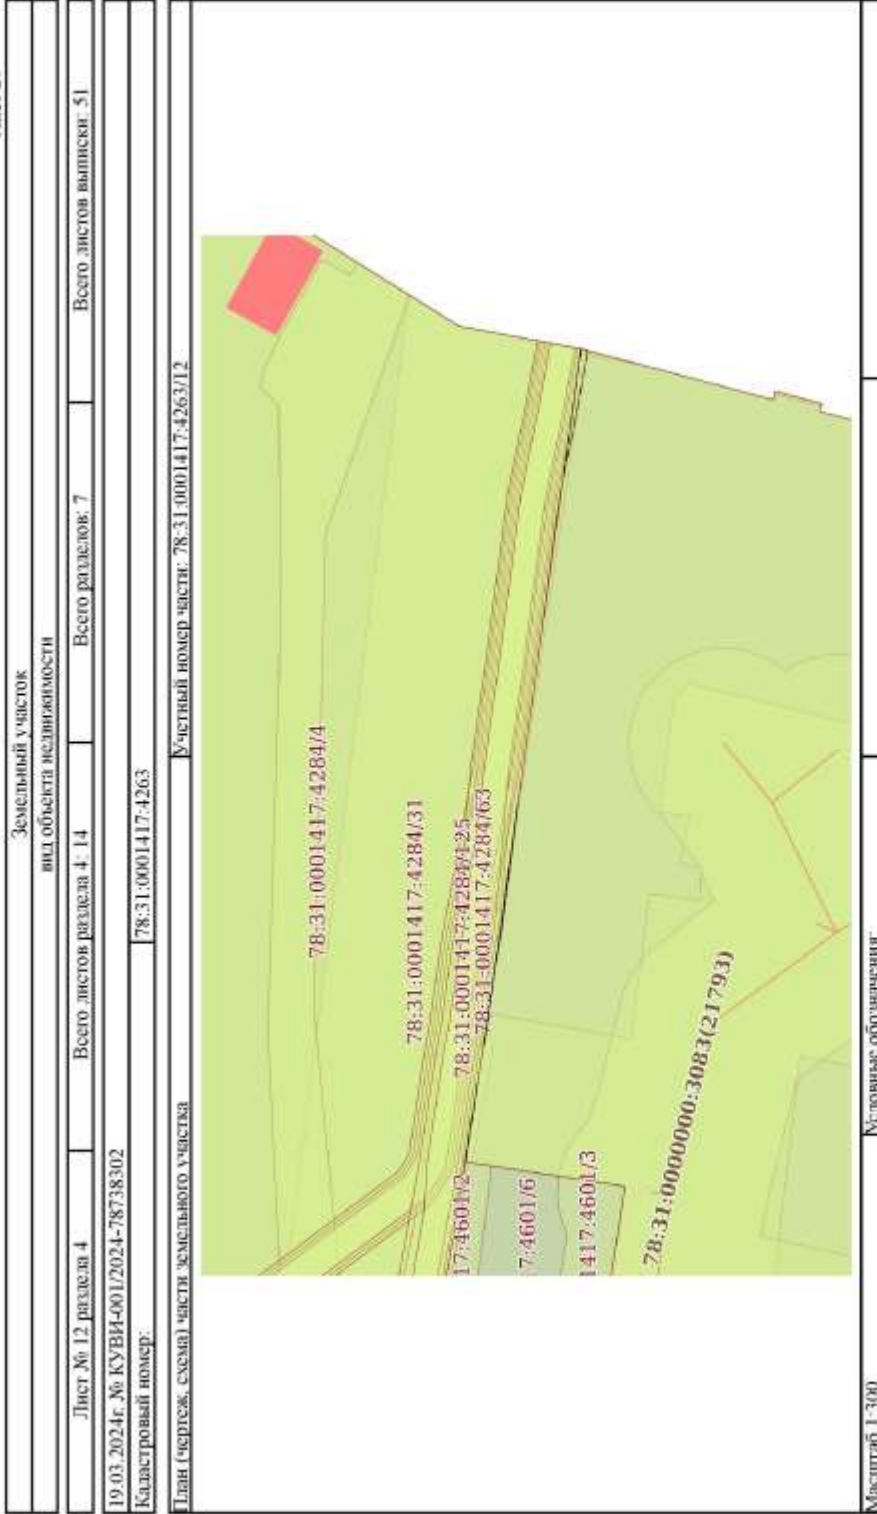 Земельный участок
вид объекта недвижимости
Лист № 12 раздела 4
Всего листов раздела 4: 14
Всего разделов: 7
Всего листов выписки: 51
19.03.2024г. № КУВИ-001/2024-78738302
Кадастровый номер:
78:31:0001417:4263
План (чертеж, схема) части земельного участка
Учетный номер части: 78:31:0001417:4263/12
78:31:0001417:4284/4
78:31:0001417:4284/31
78:31:0001417:4284/125
78:31:0001417:4284/63
17:4601/2
7:4601/6
1417:4601/3
78:31:0000000:3083(21793)
Масштаб 1:300
Условные обозначения: